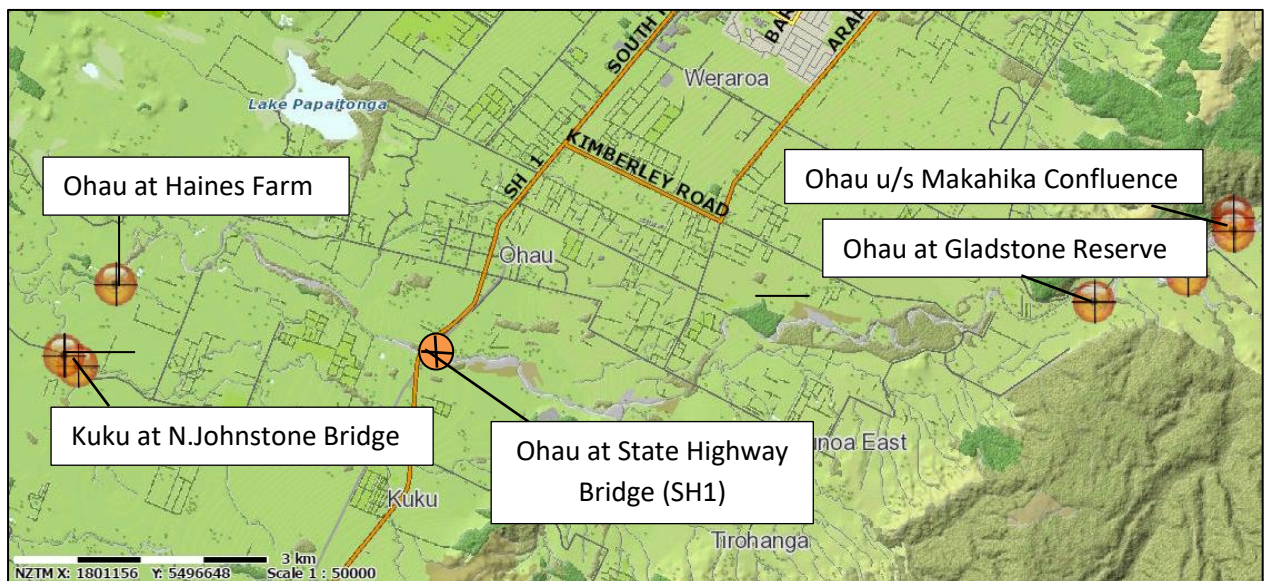 SOUTH
BAR
ARAP
Weraroa
Lake Papaitonga
KIMBERLEY ROAD
SH 1
Ohau at Haines Farm
Ohau u/s Makahika Confluence
Ohau
Ohau at Gladstone Reserve
Kuku at N.Johnstone Bridge
Ohau at State Highway
Bridge (SH1)
unoa East
Kuku
Tirohanga
3 km
NZTM X: 1801156 Y: 5496648 Scale 1 : 50000